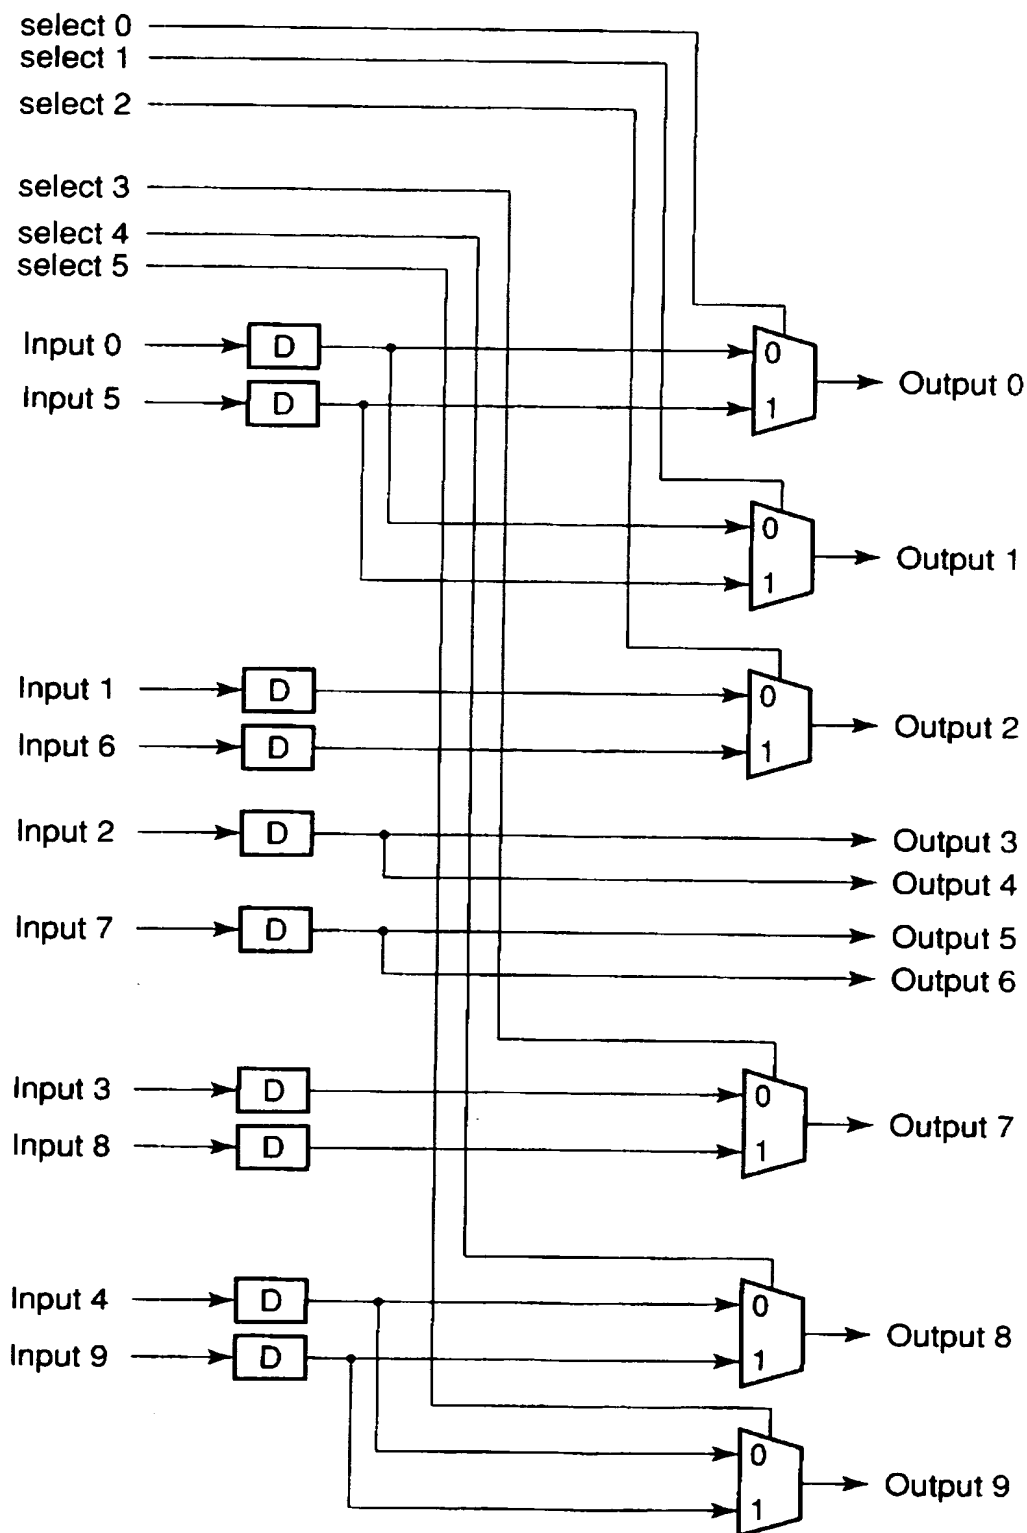 select 0
select 1
select 2
select 3
select 4
select 5
Input 0
D
0
Input 5
D
1
Output 0
0
1
Output 1
Input 1
D
0
Input 6
D
1
Output 2
Input 2
D
Output 3
Output 4
Input 7
D
Output 5
Output 6
Input 3
D
0
Input 8
D
1
Output 7
Input 4
D
0
Input 9
D
1
Output 8
0
1
Output 9